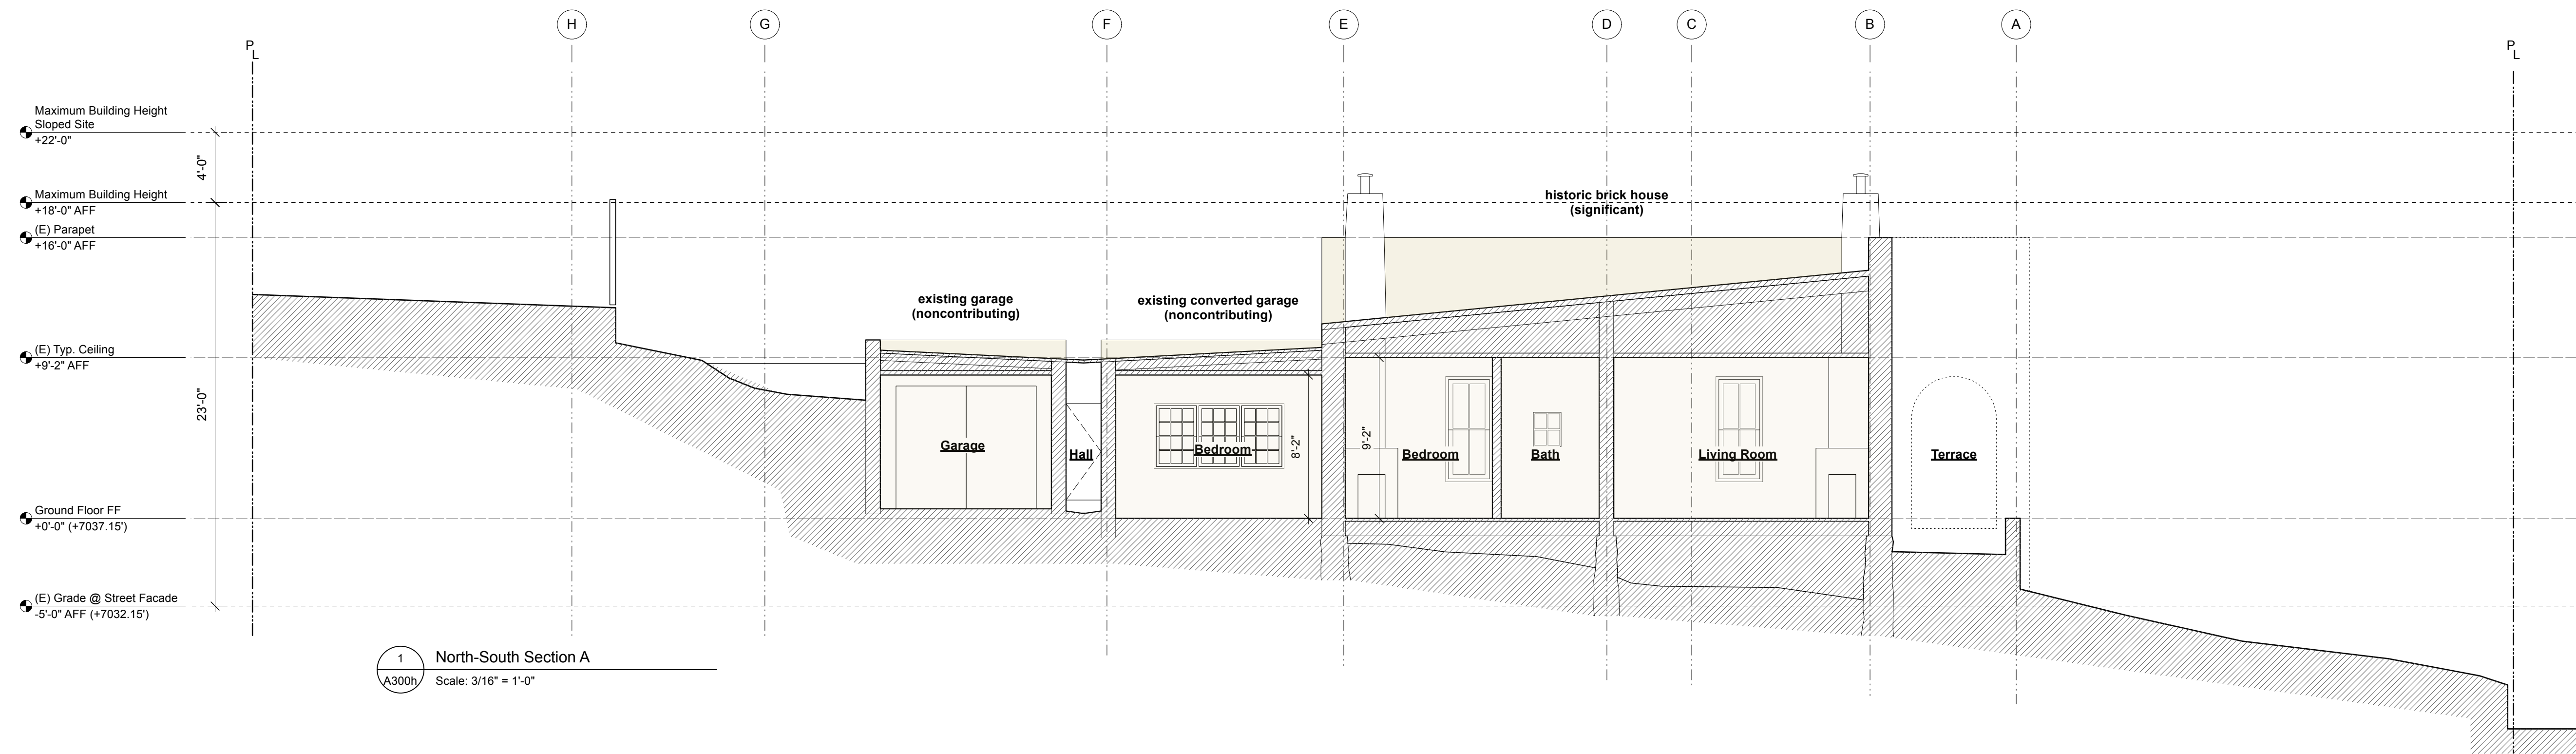 H
G
F
E
D
C
B
A
PL
PL
Maximum Building Height
Sloped Site
+22'-0"
4'-0"
Maximum Building Height
+18'-0" AFF
(E) Parapet
+16'-0" AFF
historic brick house
(significant)
existing garage
(noncontributing)
existing converted garage
(noncontributing)
(E) Typ. Ceiling
+9'-2" AFF
23'-0"
Garage
Hall
Bedroom
8'-2"
9'-2"
Bedroom
Bath
Living Room
Terrace
Ground Floor FF
+0'-0" (+7037.15')
(E) Grade @ Street Facade
-5'-0" AFF (+7032.15')
1
A300h
North-South Section A
Scale: 3/16" = 1'-0"